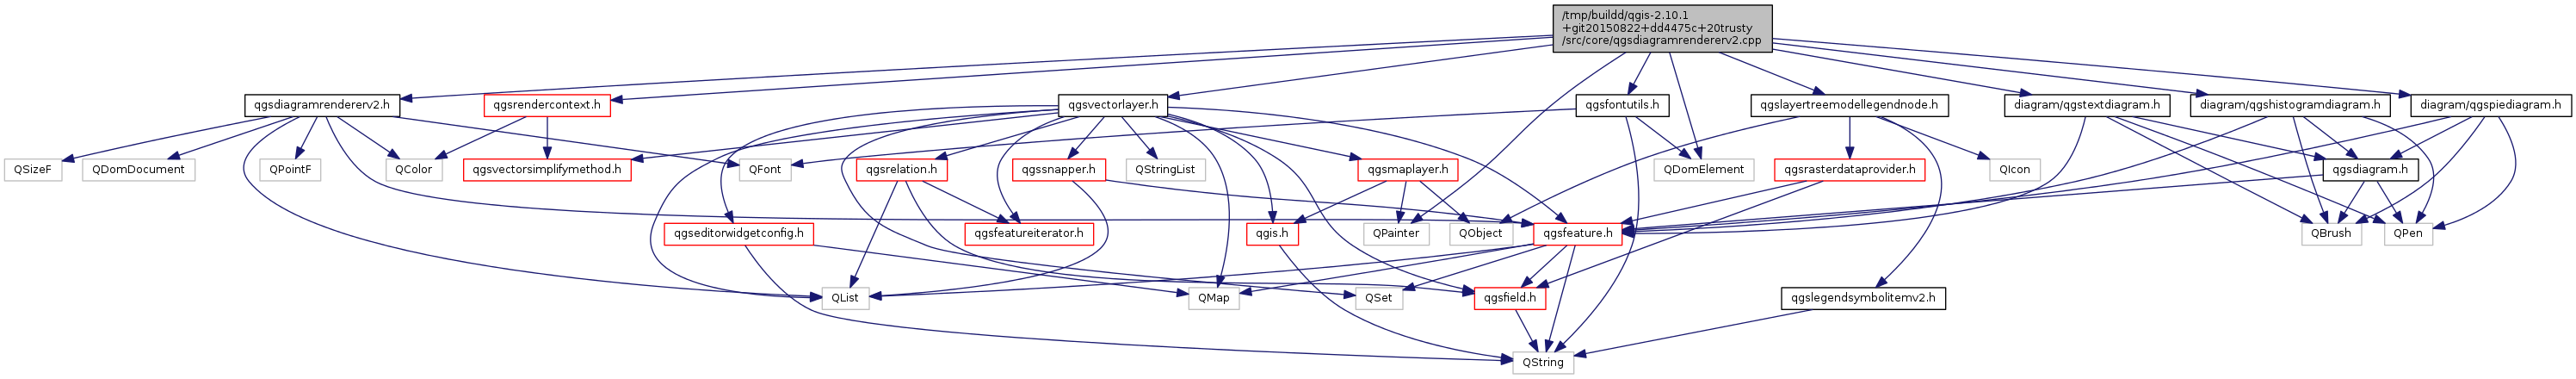 /tmp/buildd/qgis-2.10.1
+git20150822+dd4475c+20trusty
/src/core/qgsdiagramrendererv2.cpp
qgsdiagramrendererv2.h
qgsrendercontext.h
qgsvectorlayer.h
qgsfontutils.h
qgslayertreemodellegendnode.h
diagram/qgstextdiagram.h
diagram/qgshistogramdiagram.h
diagram/qgspiediagram.h
QSizeF
QDomDocument
QPointF
QColor
qgsvectorsimplifymethod.h
QFont
qgsrelation.h
qgssnapper.h
QStringList
qgsmaplayer.h
QDomElement
qgsrasterdataprovider.h
QIcon
qgsdiagram.h
qgseditorwidgetconfig.h
qgsfeatureiterator.h
qgis.h
QPainter
QObject
qgsfeature.h
QBrush
QPen
QList
QMap
QSet
qgsfield.h
qgslegendsymbolitemv2.h
QString